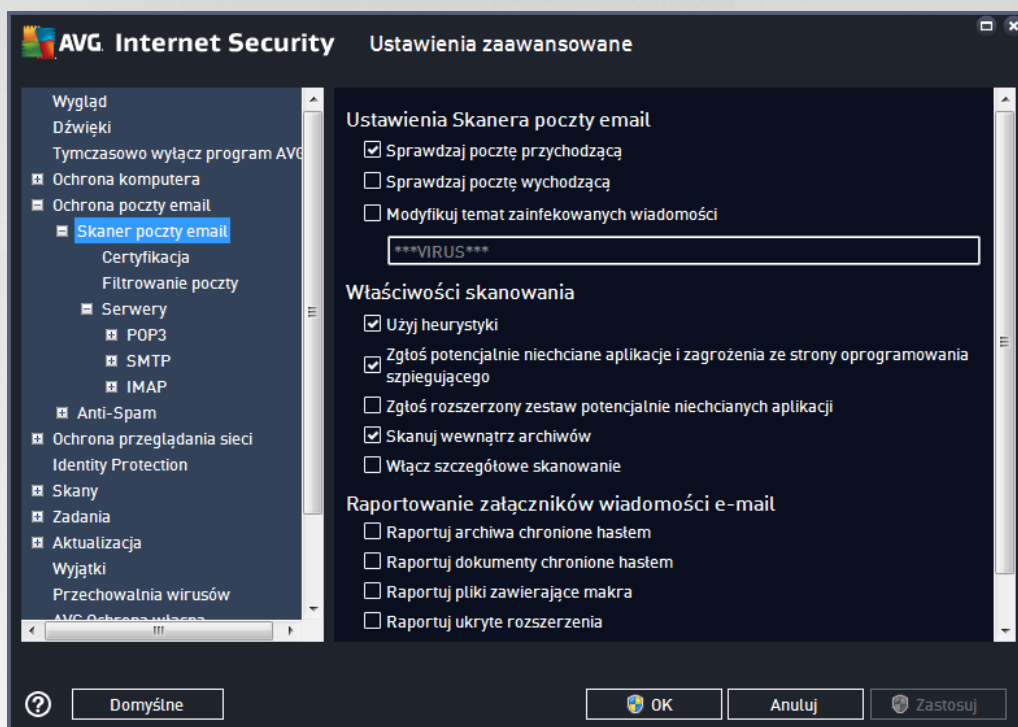 AVG. Internet Security Ustawienia zaawansowane
Wygląd
Dźwięki
Tymczasowo wyłącz program AVG
Ochrona komputera
Ochrona poczty email
Skaner poczty email
Certyfikacja
Filtrowanie poczty
Serwery
POP3
SMTP
IMAP
Anti-Spam
Ochrona przeglądania sieci
Identity Protection
Skany
Zadania
Aktualizacja
Wyjątki
Przechowalnia wirusów
AVG Ochrona własna
Ustawienia Skanera poczty email
Sprawdzaj pocztę przychodzącą
Sprawdzaj pocztę wychodzącą
Modyfikuj temat zainfekowanych wiadomości
***VIRUS***
Właściwości skanowania
Użyj heurystyki
Zgłoś potencjalnie niechciane aplikacje i zagrożenia ze strony oprogramowania
szpiegującego
Zgłoś rozszerzony zestaw potencjalnie niechcianych aplikacji
Skanuj wewnątrz archiwów
Włącz szczegółowe skanowanie
Raportowanie załączników wiadomości e-mail
Raportuj archiwa chronione hasłem
Raportuj dokumenty chronione hasłem
Raportuj pliki zawierające makra
Raportuj ukryte rozszerzenia
Domyślne
OK
Anuluj
Zastosuj